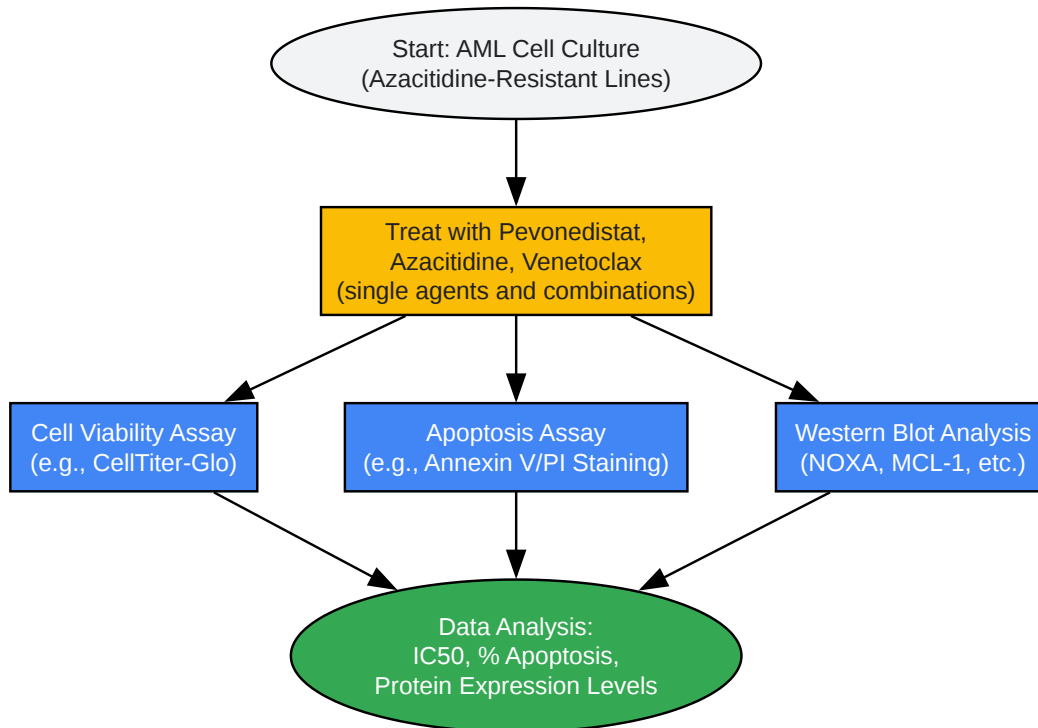 Start: AML Cell Culture
(Azacitidine-Resistant Lines)
Treat with Pevonedistat,
Azacitidine, Venetoclax
(single agents and combinations)
Cell Viability Assay
(e.g., CellTiter-Glo)
Apoptosis Assay
(e.g., Annexin V/PI Staining)
Western Blot Analysis
(NOXA, MCL-1, etc.)
Data Analysis:
IC50, % Apoptosis,
Protein Expression Levels